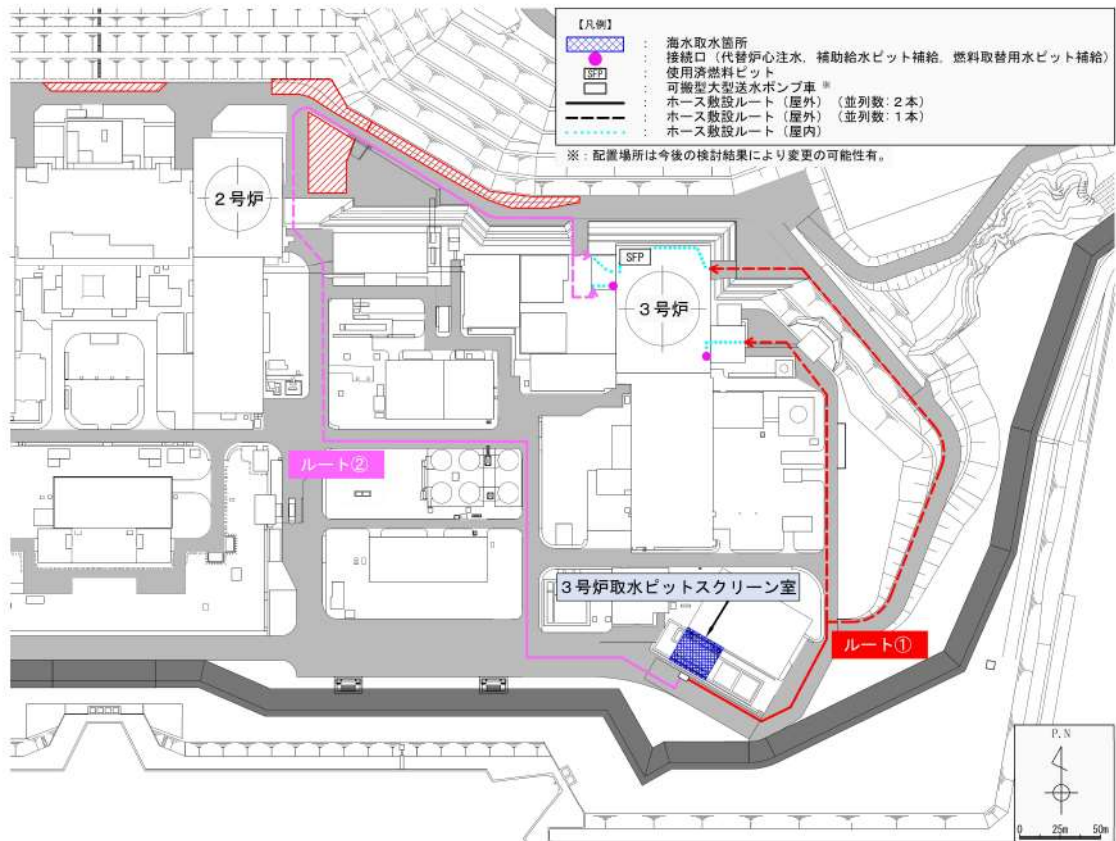 【凡例】
： 海水取水箇所
： 接続口（代替炉心注水，補助給水ピット補給，燃料取替用水ピット補給）
SFP ： 使用済燃料ピット
： 可搬型大型送水ポンプ車 ※
： ホース敷設ルート（屋外）（並列数：2本）
： ホース敷設ルート（屋外）（並列数：1本）
： ホース敷設ルート（屋内）
※：配置場所は今後の検討結果により変更の可能性有。
2号炉
SFP
3号炉
ルート②
3号炉取水ピットスクリーン室
ルート①
P.N
0 25m 50m